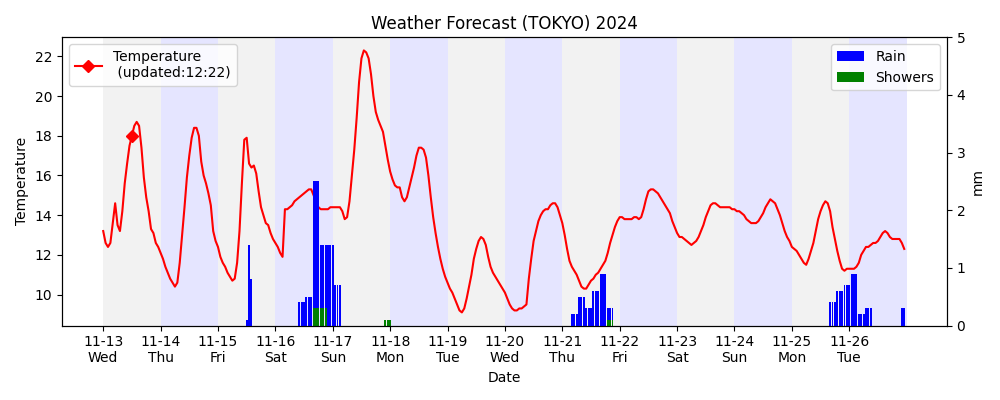 Weather Forecast (TOKYO) 2024
Temperature
(updated:12:22)
Rain
Showers
Temperature
22
20
18
16
14
12
10
5
4
3
2
1
0
mm
11-13 11-14 11-15 11-16 11-17 11-18 11-19 11-20 11-21 11-22 11-23 11-24 11-25 11-26
Wed Thu Fri Sat Sun Mon Tue Wed Thu Fri Sat Sun Mon Tue
Date